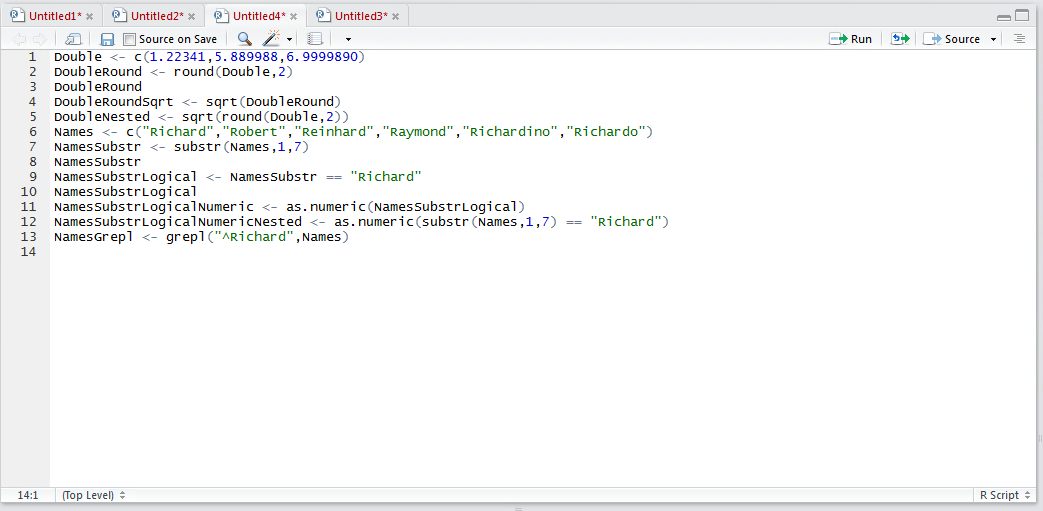 Untitled1* Untitled2* Untitled4* Untitled3*
Source on Save Run Source
1 Double <- c(1.22341,5.889988,6.9999890)
2 DoubleRound <- round(Double,2)
3 DoubleRound
4 DoubleRoundSqrt <- sqrt(DoubleRound)
5 DoubleNested <- sqrt(round(Double,2))
6 Names <- c("Richard","Robert","Reinhard","Raymond","Richardino","Richardo")
7 NamesSubstr <- substr(Names,1,7)
8 NamesSubstr
9 NamesSubstrLogical <- NamesSubstr == "Richard"
10 NamesSubstrLogical
11 NamesSubstrLogicalNumeric <- as.numeric(NamesSubstrLogical)
12 NamesSubstrLogicalNumericNested <- as.numeric(substr(Names,1,7) == "Richard")
13 NamesGrepl <- grepl("^Richard",Names)
14
14:1 (Top Level) R Script